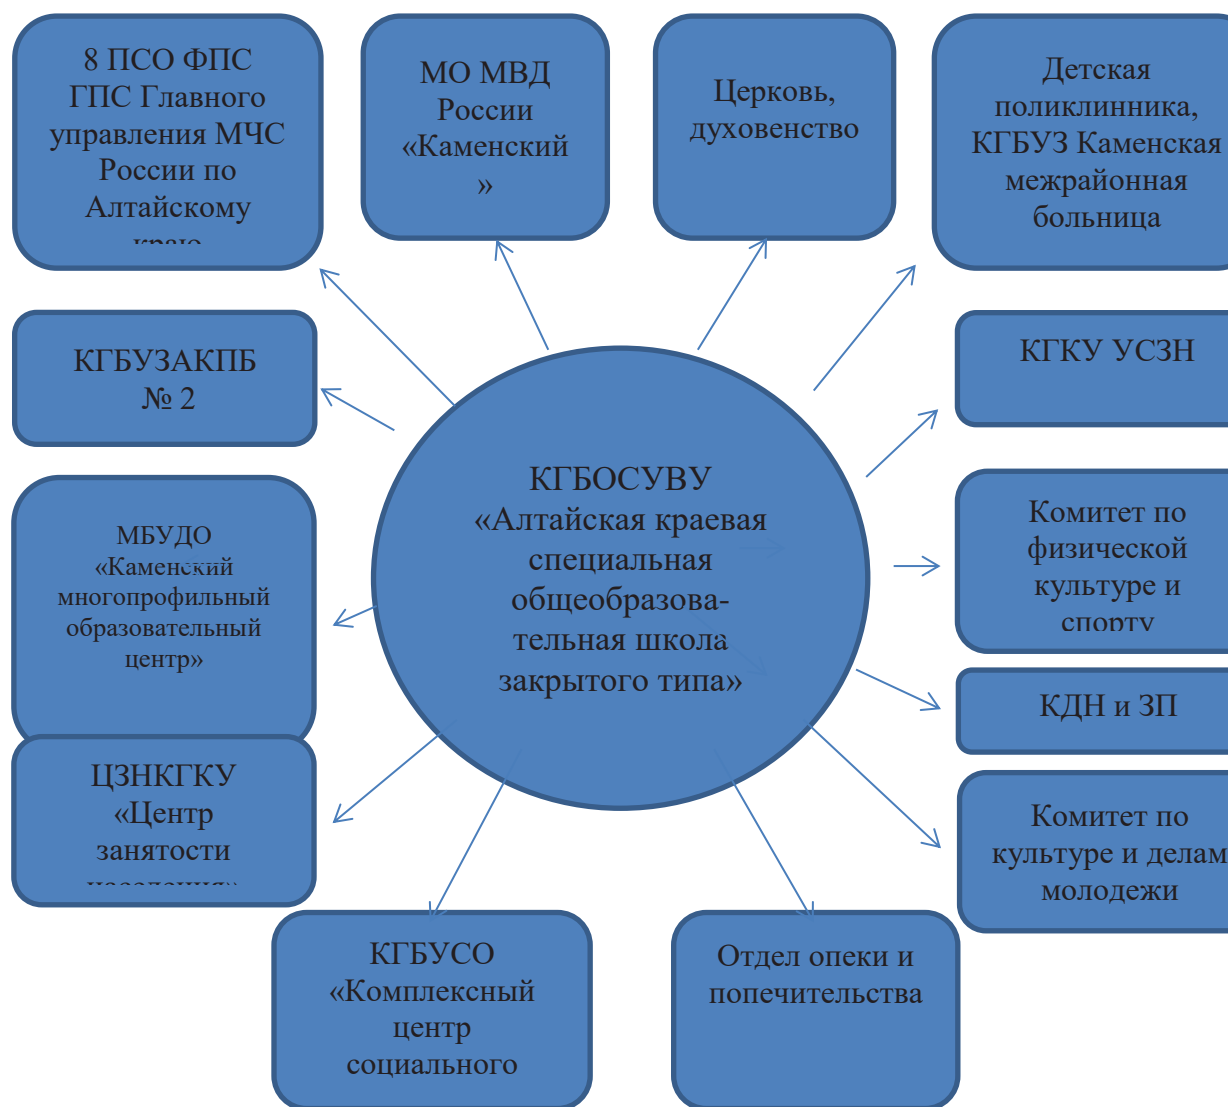 8 ПСО ФПС
ГПС Главного
управления МЧС
России по
Алтайскому
краю
МО МВД
России
«Каменский
»
Церковь,
духовенство
Детская
поликлинника,
КГБУЗ Каменская
межрайонная
больница
КГБУЗАКПБ
№ 2
КГКУ УСЗН
КГБОСУВУ
«Алтайская краевая
специальная
общеобразова-
тельная школа
закрытого типа»
МБУДО
«Каменский
многопрофильный
образовательный
центр»
Комитет по
физической
культуре и
спорту
КДН и ЗП
ЦЗНКГКУ
«Центр
занятости
населения»
Комитет по
культуре и делам
молодежи
КГБУСО
«Комплексный
центр
социального
Отдел опеки и
попечительства